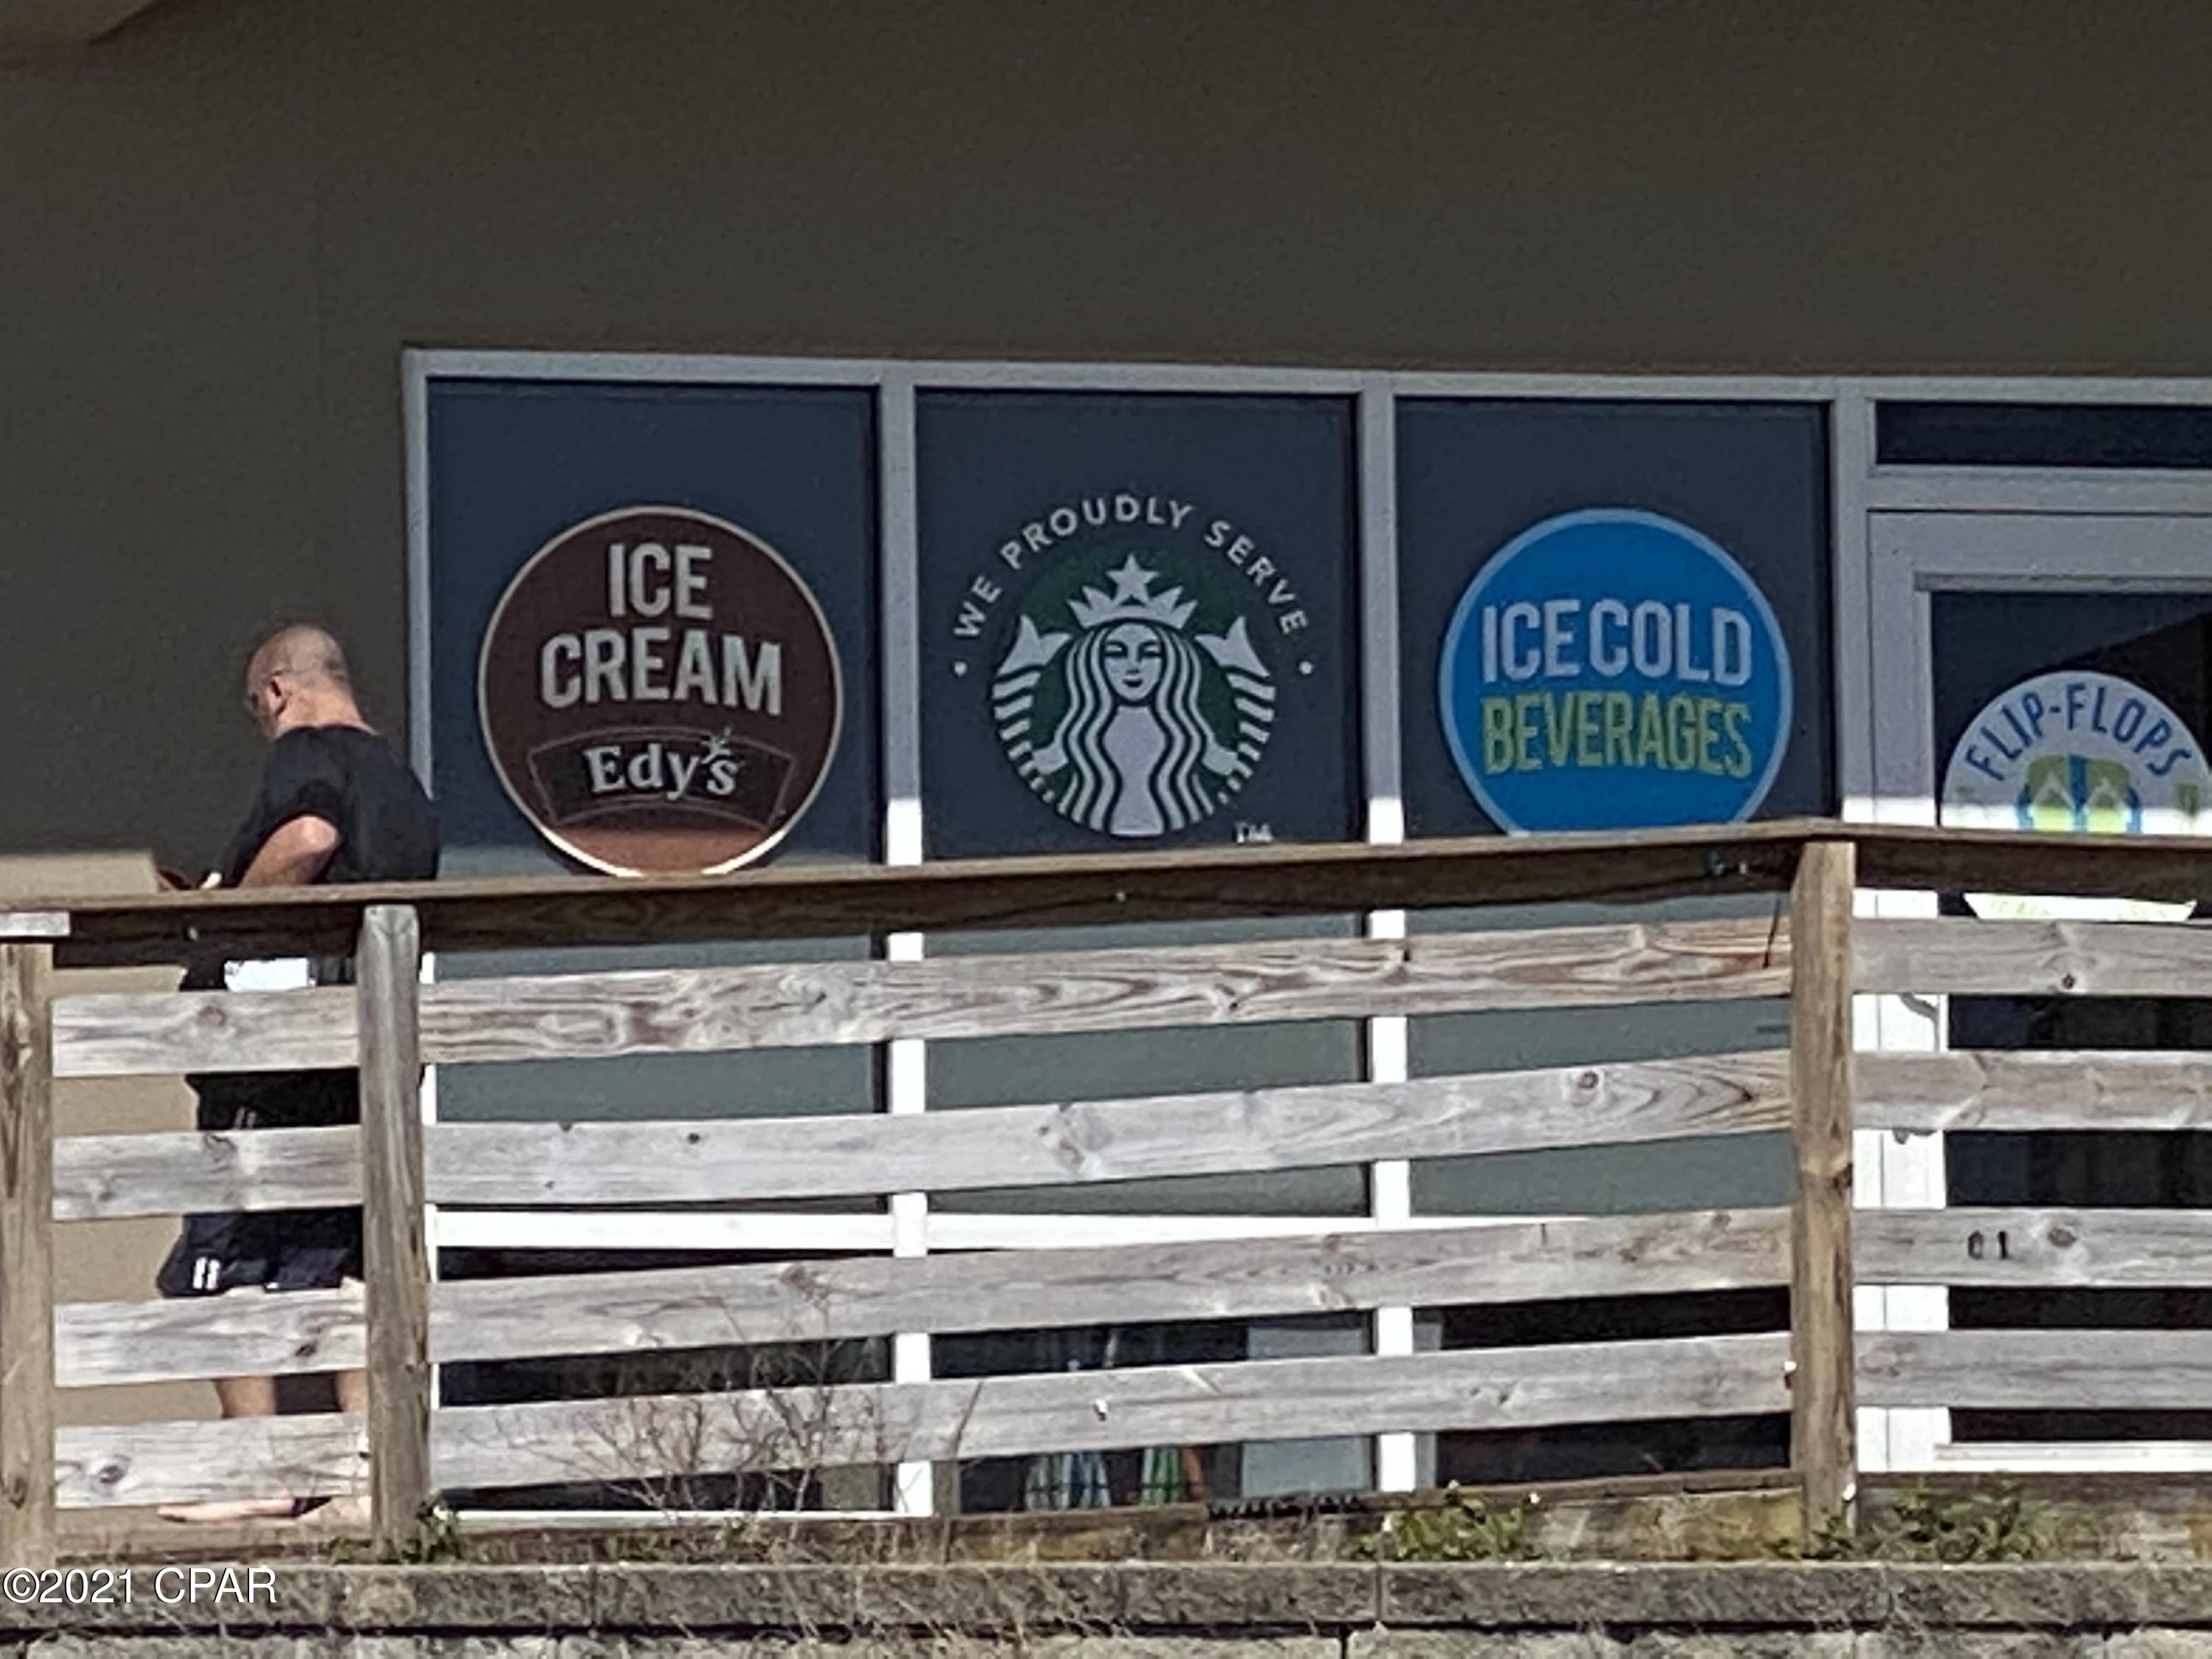 ICE
CREAM
Edy's
WE PROUDLY SERVE
TM
ICE COLD
BEVERAGES
FLIP-FLOPS
©2021 CPAR